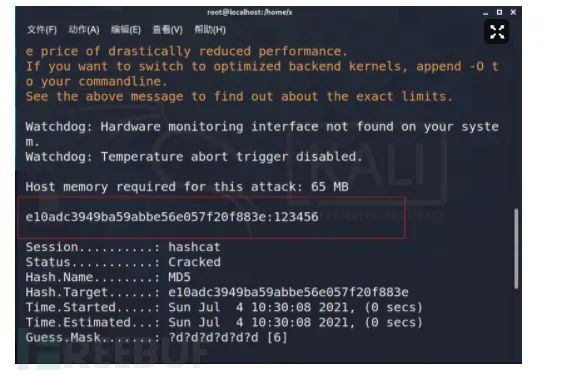 root@localhost:/home/x
文件(F) 动作(A) 编辑(E) 查看(V) 帮助(H)
e price of drastically reduced performance.
If you want to switch to optimized backend kernels, append -O t
o your commandline.
See the above message to find out about the exact limits.
Watchdog: Hardware monitoring interface not found on your syste
m.
Watchdog: Temperature abort trigger disabled.
Host memory required for this attack: 65 MB
KALI
e10adc3949ba59abbe56e057f20f883e:123456
OFFENSIVE SECURITY
Session..........: hashcat
Status...........: Cracked
Hash.Name........: MD5
Hash.Target......: e10adc3949ba59abbe56e057f20f883e
Time.Started.....: Sun Jul  4 10:30:08 2021, (0 secs)
Time.Estimated...: Sun Jul  4 10:30:08 2021, (0 secs)
Guess.Mask.......: ?d?d?d?d?d?d [6]
FREEBUF